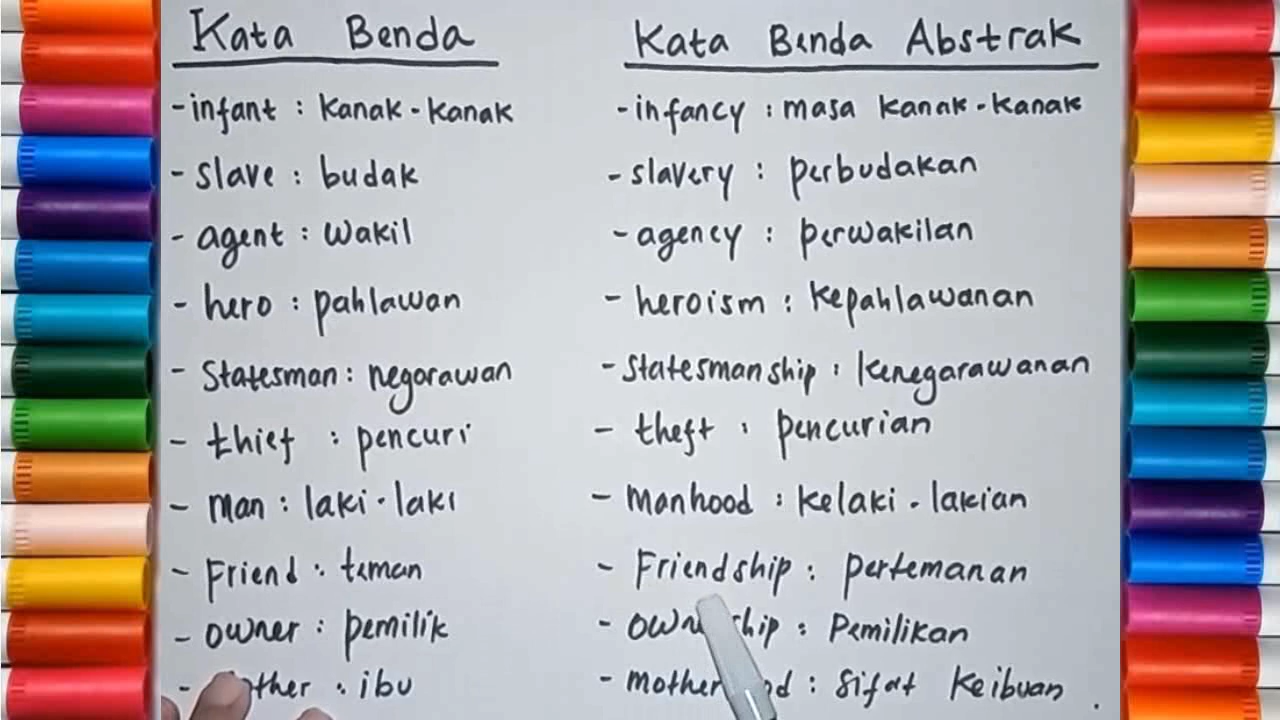 Kata Benda
- infant : kanak - kanak
- slave : budak
- agent : wakil
- hero : pahlawan
- Statesman : negarawan
- thief : pencuri
- man : laki - laki
- Friend : teman
- owner : pemilik
: ibu
Kata Benda Abstrak
- infancy : masa kanak - kanak
- slavery : perbudakan
- agency : perwakilan
- heroism : kepahlawanan
- statesmanship : kenegarawanan
- theft : pencurian
- manhood : kelaki - lakian
- Friendship : pertemanan
- ownership : Pemilikan
- motherhood : Sifat Keibuan .